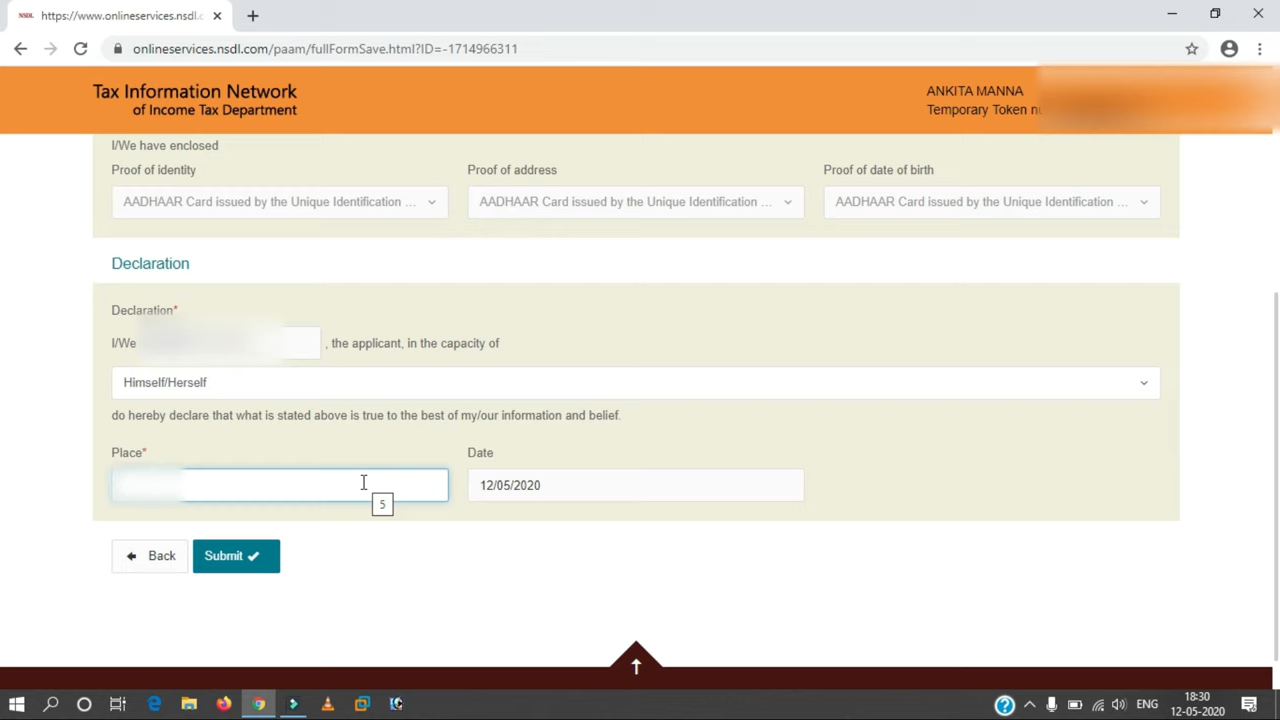 NSDL https://www.onlineservices.nsdl.c
onlineservices.nsdl.com/paam/fullFormSave.html?ID=-1714966311
Tax Information Network
of Income Tax Department
ANKITA MANNA
Temporary Token nu
I/We have enclosed
Proof of identity
Proof of address
Proof of date of birth
AADHAAR Card issued by the Unique Identification ...
AADHAAR Card issued by the Unique Identification ...
AADHAAR Card issued by the Unique Identification ...
Declaration
Declaration*
I/We
, the applicant, in the capacity of
Himself/Herself
do hereby declare that what is stated above is true to the best of my/our information and belief.
Place*
Date
12/05/2020
5
Back
Submit
ENG
18:30
12-05-2020